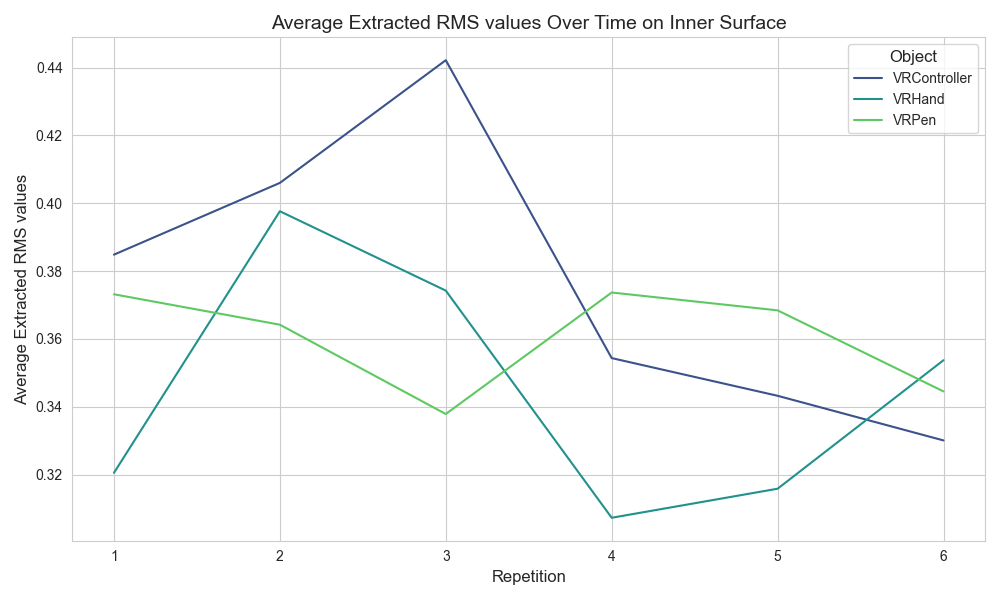 Average Extracted RMS values Over Time on Inner Surface
Object
VRController
VRHand
VRPen
Average Extracted RMS values
0.44
0.42
0.40
0.38
0.36
0.34
0.32
1 2 3 4 5 6
Repetition